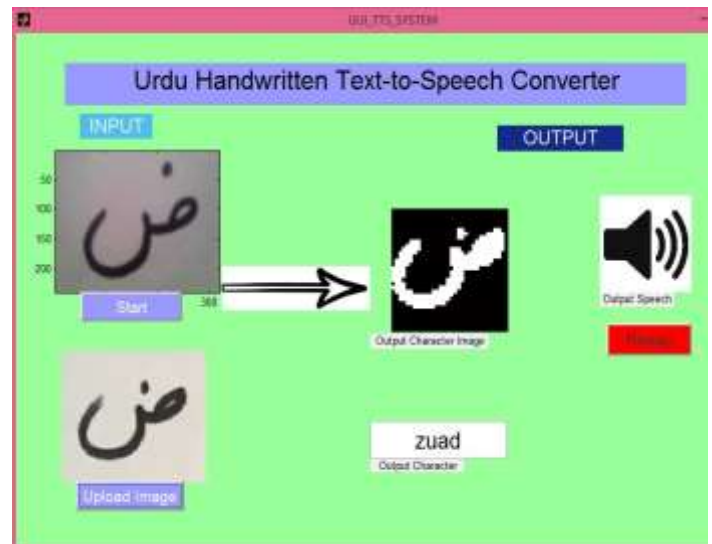 GUI_TTS_SYSTEM
Urdu Handwritten Text-to-Speech Converter
INPUT
OUTPUT
50
100
150
200
300
ض
Start
ض
Output Character Image
Output Speech
ض
Upload Image
zuad
Output Character